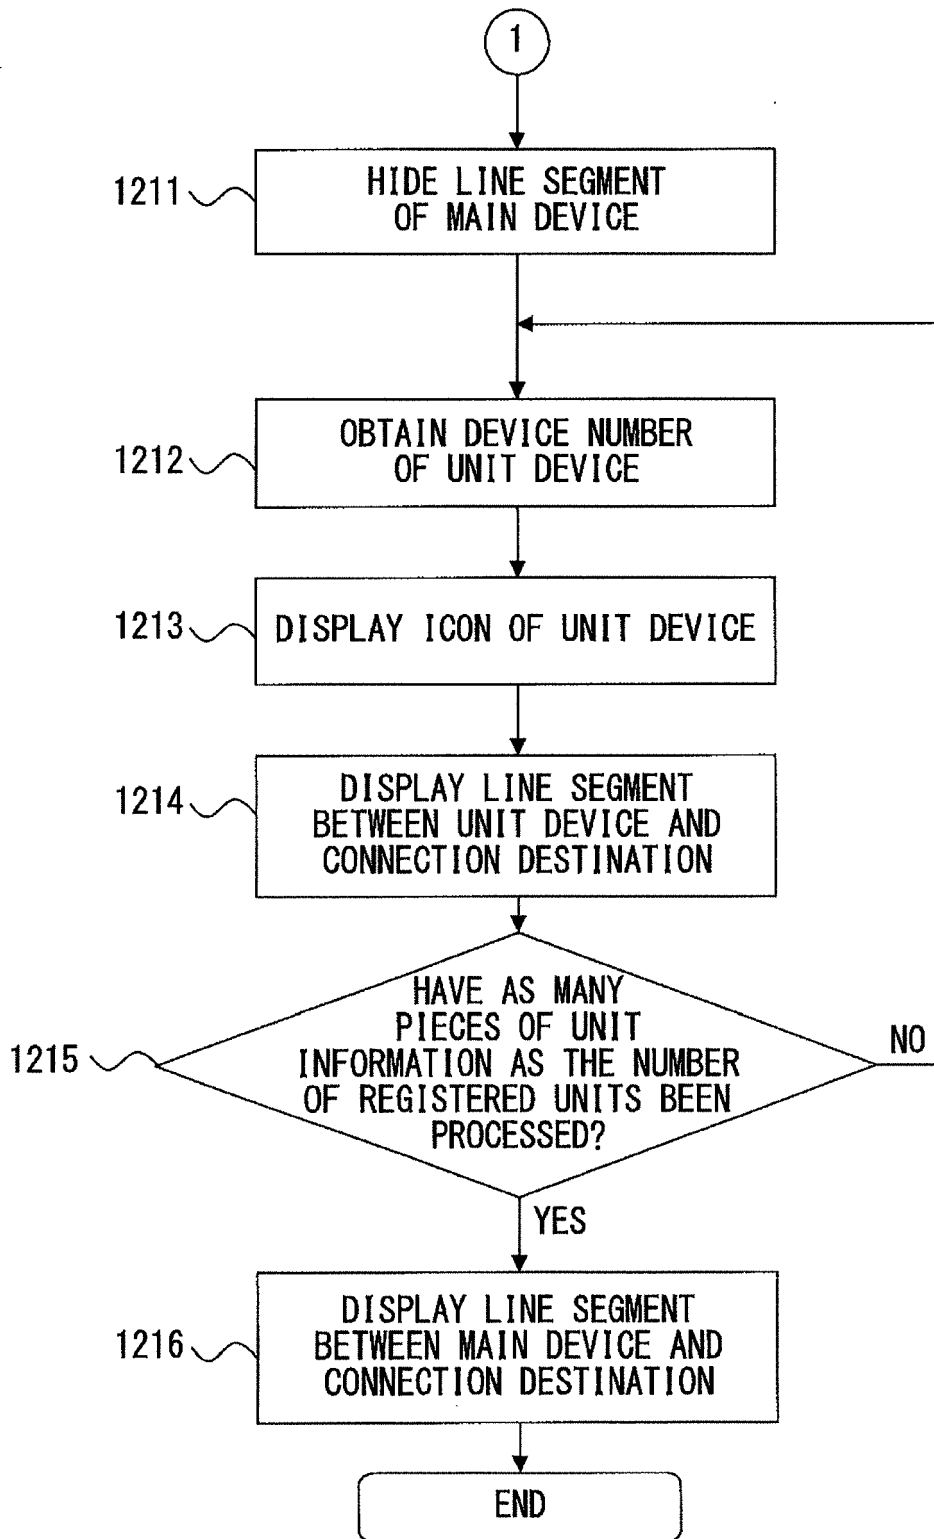 1
1211
HIDE LINE SEGMENT
OF MAIN DEVICE
1212
OBTAIN DEVICE NUMBER
OF UNIT DEVICE
1213
DISPLAY ICON OF UNIT DEVICE
1214
DISPLAY LINE SEGMENT
BETWEEN UNIT DEVICE AND
CONNECTION DESTINATION
1215
HAVE AS MANY
PIECES OF UNIT
INFORMATION AS THE NUMBER
OF REGISTERED UNITS BEEN
PROCESSED?
NO
YES
1216
DISPLAY LINE SEGMENT
BETWEEN MAIN DEVICE AND
CONNECTION DESTINATION
END